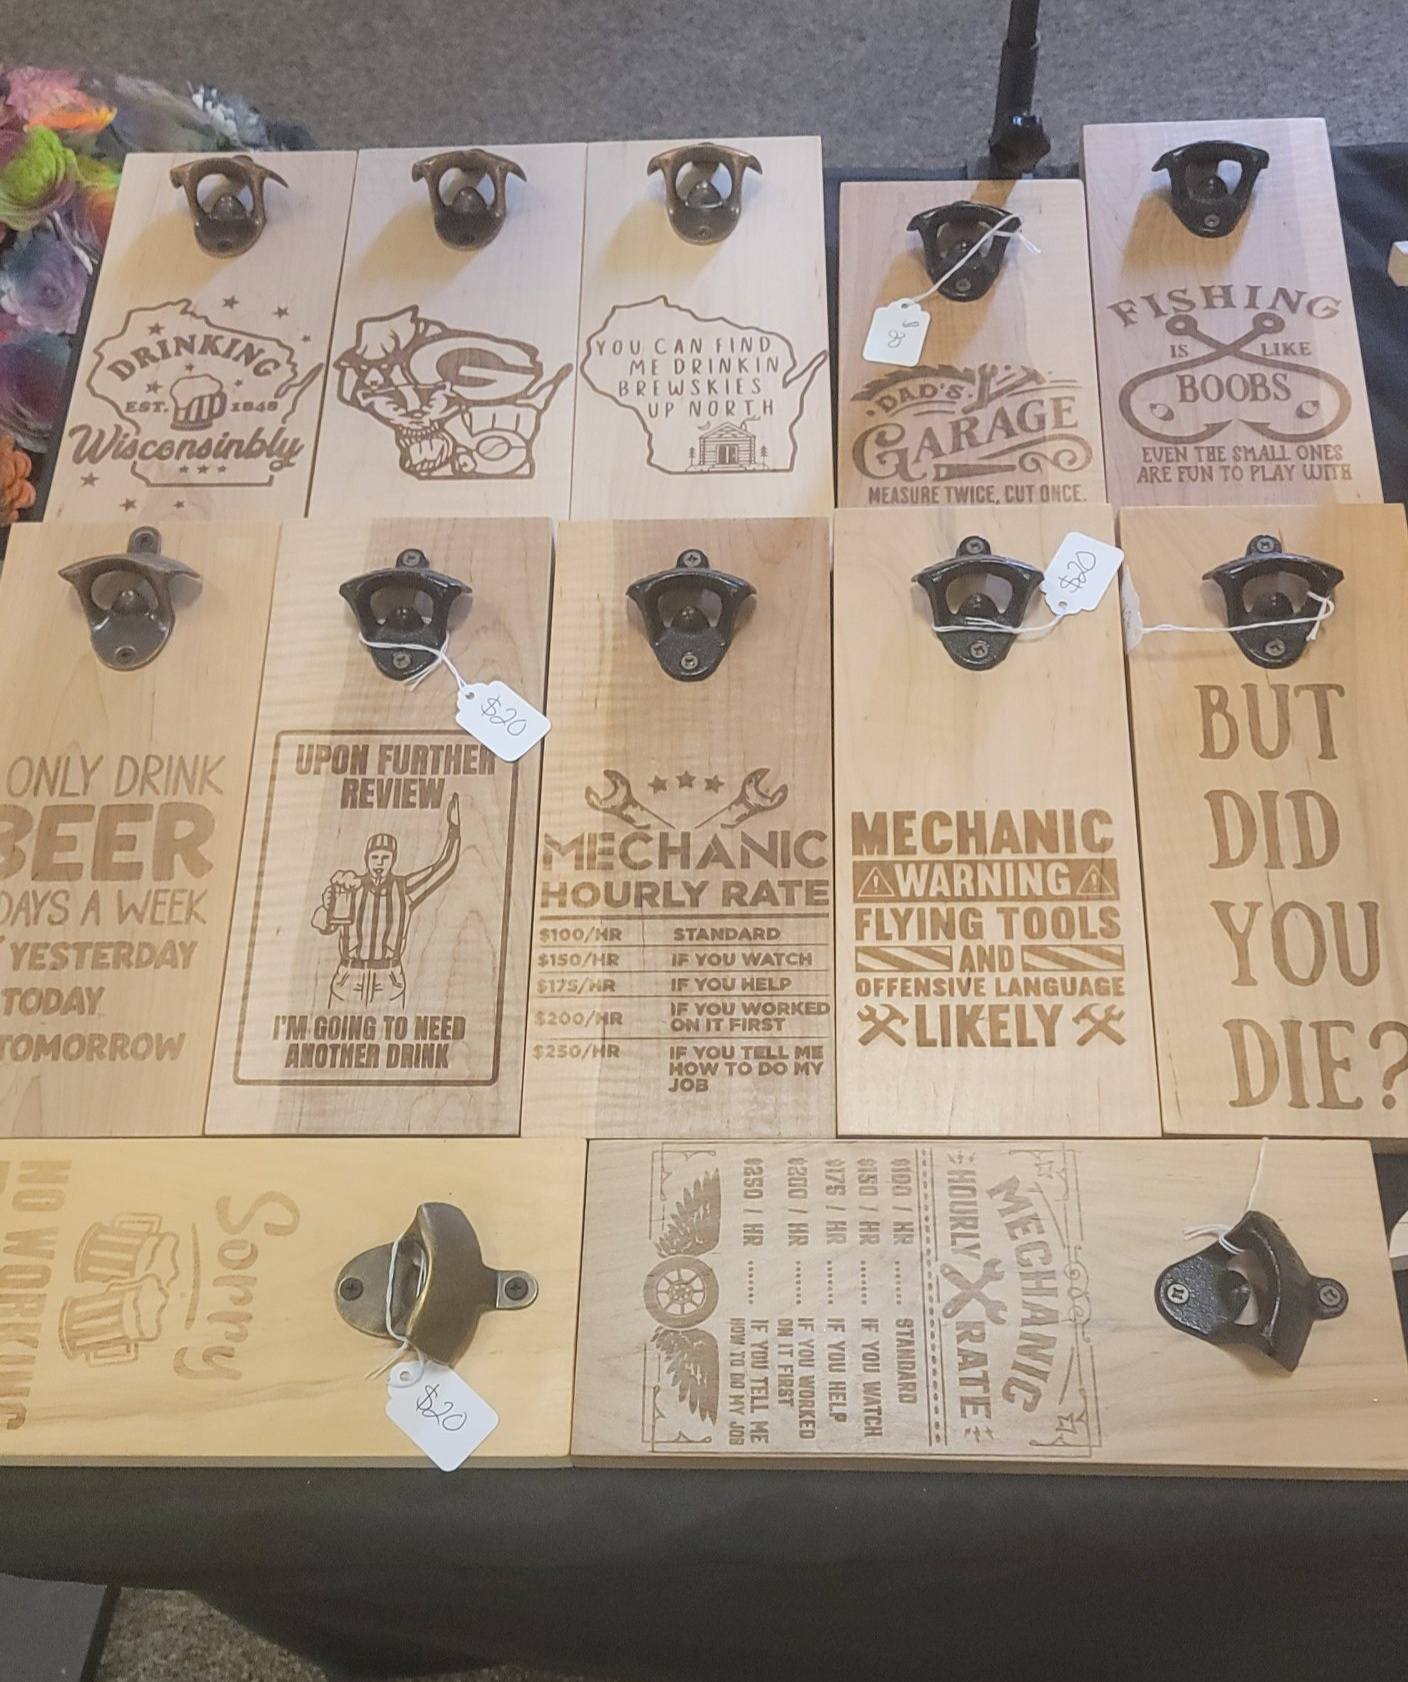 DRINKING
EST. 1848
Wisconsinbly
G
YOU CAN FIND
ME DRINKIN
BREWSKIES
UP NORTH
DAD'S
GARAGE
MEASURE TWICE, CUT ONCE.
FISHING
IS LIKE
BOOBS
EVEN THE SMALL ONES
ARE FUN TO PLAY WITH
ONLY DRINK
BEER
DAYS A WEEK
YESTERDAY
TODAY
TOMORROW
$20
UPON FURTHER
REVIEW
I'M GOING TO NEED
ANOTHER DRINK
MECHANIC
HOURLY RATE
$100/HR STANDARD
$150/HR IF YOU WATCH
$175/HR IF YOU HELP
$200/HR IF YOU WORKED
ON IT FIRST
$250/HR IF YOU TELL ME
HOW TO DO MY
JOB
$20
MECHANIC
WARNING
FLYING TOOLS
AND
OFFENSIVE LANGUAGE
LIKELY
BUT
DID
YOU
DIE?
Sorry
NO WORKING
$20
MECHANIC
HOURLY RATE
$100 / HR ...... STANDARD
$150 / HR ...... IF YOU WATCH
$175 / HR ...... IF YOU HELP
$200 / HR ...... IF YOU WORKED
ON IT FIRST
$250 / HR ...... IF YOU TELL ME
HOW TO DO MY JOB